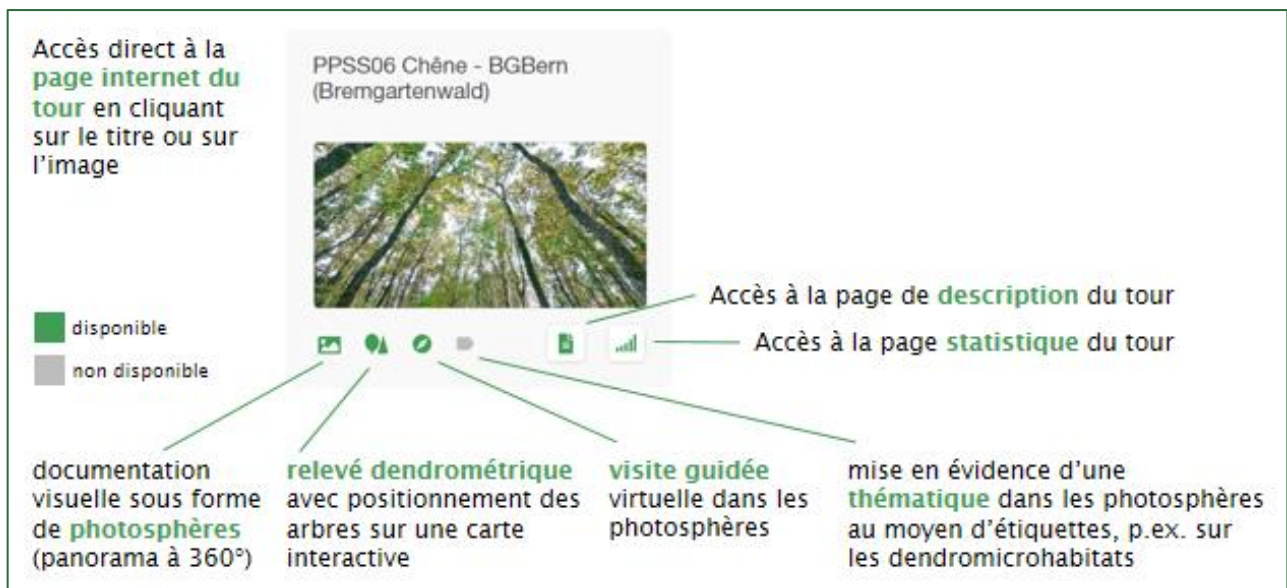 Accès direct à la
page internet du
tour en cliquant
sur le titre ou sur
l’image
PPSS06 Chêne - BGBern
(Bremgartenwald)
disponible
non disponible
Accès à la page de description du tour
Accès à la page statistique du tour
documentation
visuelle sous forme
de photosphères
(panorama à 360°)
relevé dendrométrique
avec positionnement des
arbres sur une carte
interactive
visite guidée
virtuelle dans les
photosphères
mise en évidence d’une
thématique dans les photosphères
au moyen d’étiquettes, p.ex. sur
les dendromicrohabitats